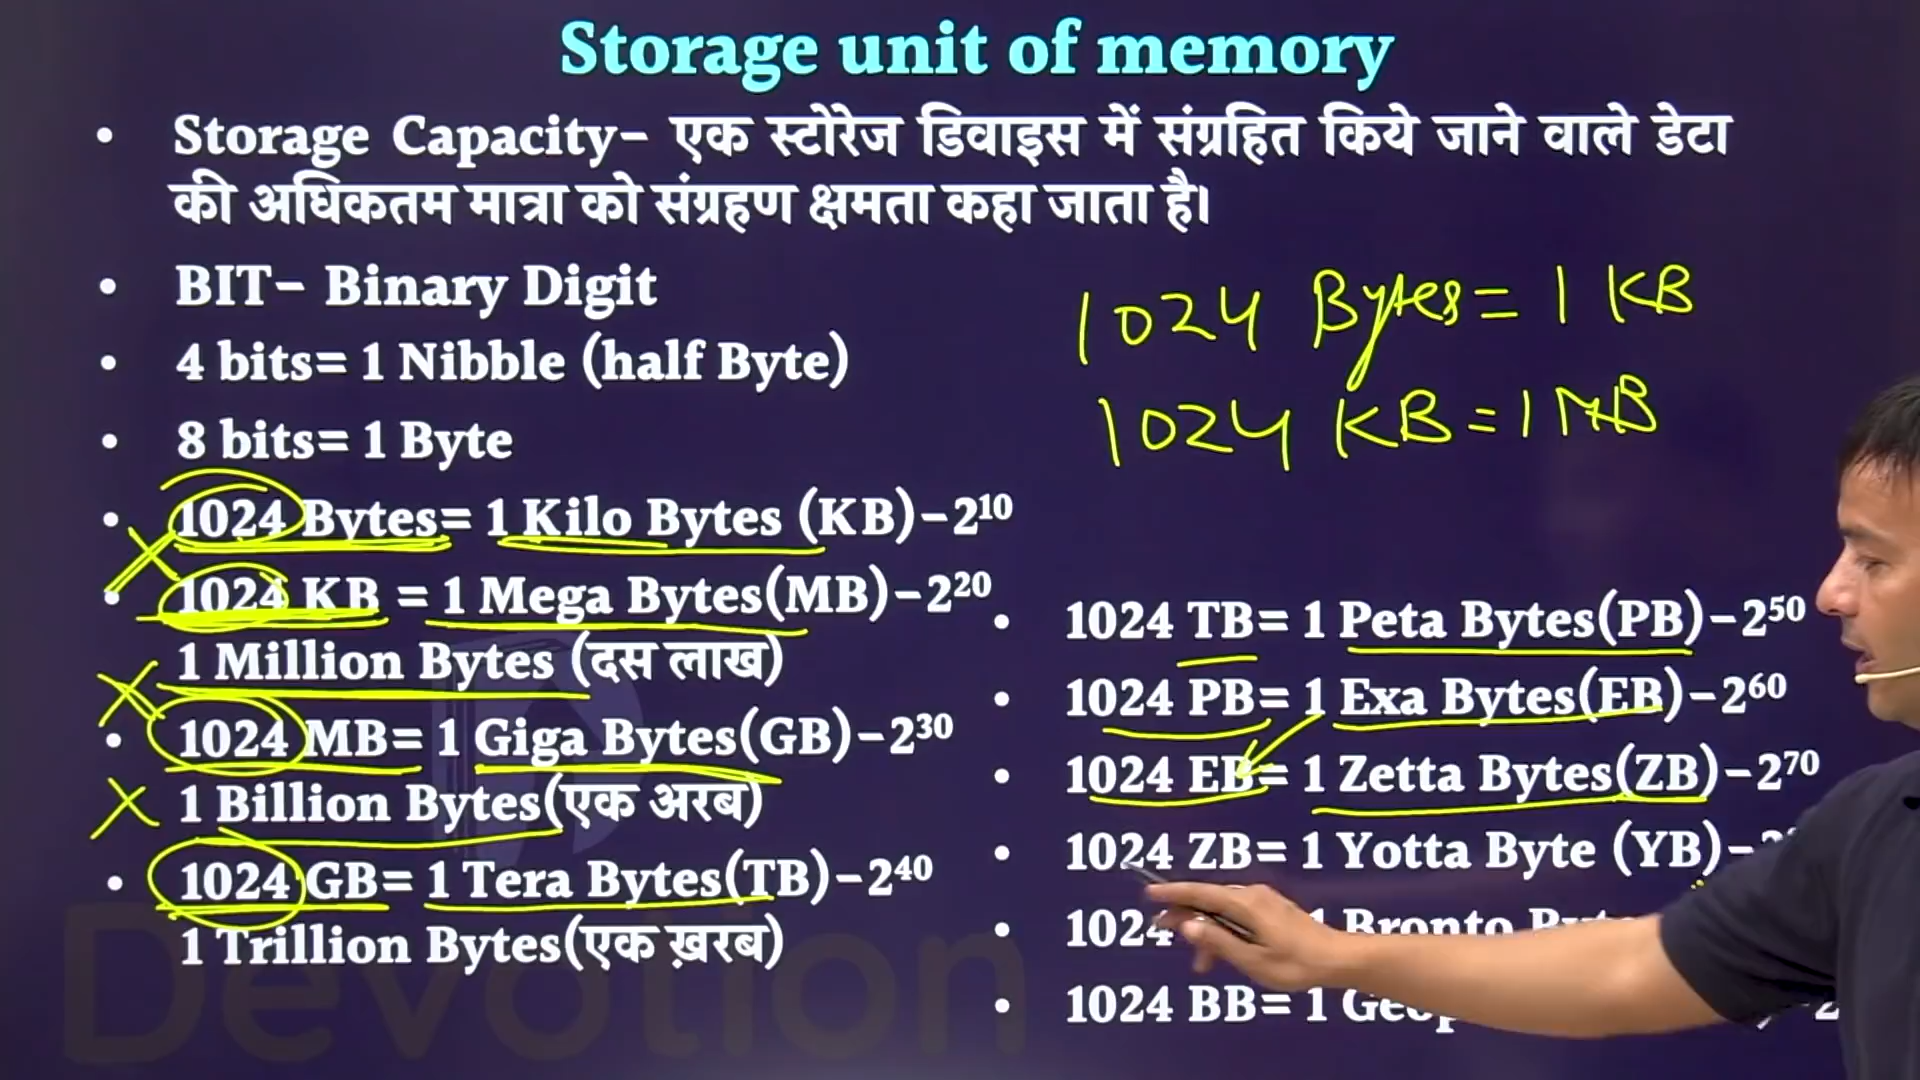 Storage unit of memory
• Storage Capacity– एक स्टोरेज डिवाइस में संग्रहित किये जाने वाले डेटा
की अधिकतम मात्रा को संग्रहण क्षमता कहा जाता है।
• BIT– Binary Digit
• 4 bits= 1 Nibble (half Byte)
• 8 bits= 1 Byte
• 1024 Bytes= 1 Kilo Bytes (KB)–2¹⁰
• 1024 KB = 1 Mega Bytes(MB)–2²⁰
1 Million Bytes (दस लाख)
• 1024 MB= 1 Giga Bytes(GB)–2³⁰
1 Billion Bytes(एक अरब)
• 1024 GB= 1 Tera Bytes(TB)–2⁴⁰
1 Trillion Bytes(एक ख़रब)
1024 Bytes= 1 KB
1024 KB=1 MB
• 1024 TB= 1 Peta Bytes(PB)–2⁵⁰
• 1024 PB= 1 Exa Bytes(EB)–2⁶⁰
• 1024 EB= 1 Zetta Bytes(ZB)–2⁷⁰
• 1024 ZB= 1 Yotta Byte (YB)–
• 1024 1 Bronto
• 1024 BB= 1
Devotion